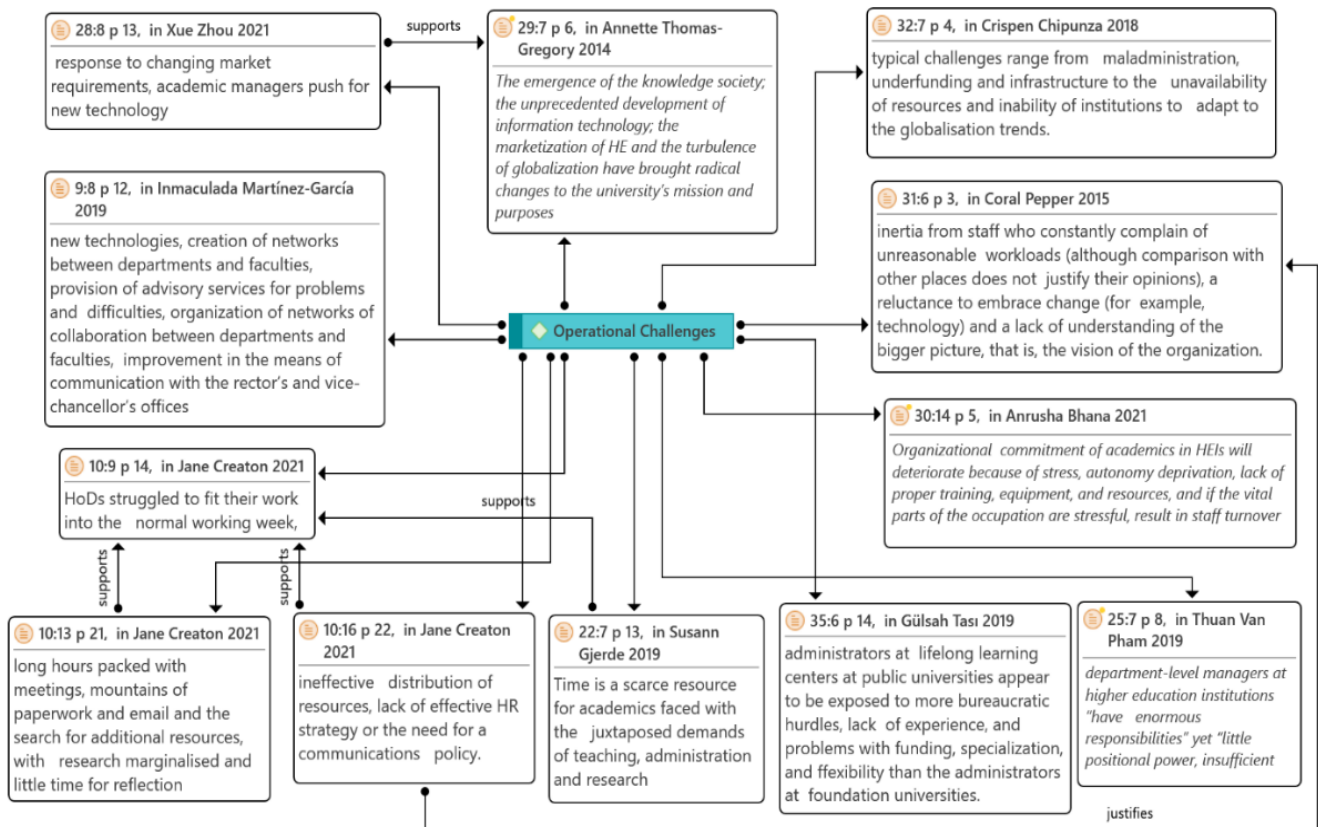 28:8 p 13, in Xue Zhou 2021
response to changing market
requirements, academic managers push for
new technology
supports
29:7 p 6, in Annette Thomas-
Gregory 2014
The emergence of the knowledge society;
the unprecedented development of
information technology; the
marketization of HE and the turbulence
of globalization have brought radical
changes to the university's mission and
purposes
32:7 p 4, in Crispen Chipunza 2018
typical challenges range from maladministration,
underfunding and infrastructure to the unavailability
of resources and inability of institutions to adapt to
the globalisation trends.
9:8 p 12, in Inmaculada Martínez-García
2019
new technologies, creation of networks
between departments and faculties,
provision of advisory services for problems
and difficulties, organization of networks of
collaboration between departments and
faculties, improvement in the means of
communication with the rector's and vice-
chancellor's offices
31:6 p 3, in Coral Pepper 2015
inertia from staff who constantly complain of
unreasonable workloads (although comparison with
other places does not justify their opinions), a
reluctance to embrace change (for example,
technology) and a lack of understanding of the
bigger picture, that is, the vision of the organization.
Operational Challenges
30:14 p 5, in Anrusha Bhana 2021
Organizational commitment of academics in HEIs will
deteriorate because of stress, autonomy deprivation, lack of
proper training, equipment, and resources, and if the vital
parts of the occupation are stressful, result in staff turnover
10:9 p 14, in Jane Creaton 2021
HoDs struggled to fit their work
into the normal working week,
supports
supports
supports
10:13 p 21, in Jane Creaton 2021
long hours packed with
meetings, mountains of
paperwork and email and the
search for additional resources,
with research marginalised and
little time for reflection
10:16 p 22, in Jane Creaton
2021
ineffective distribution of
resources, lack of effective HR
strategy or the need for a
communications policy.
22:7 p 13, in Susann
Gjerde 2019
Time is a scarce resource
for academics faced with
the juxtaposed demands
of teaching, administration
and research
35:6 p 14, in Gülsah Tası 2019
administrators at lifelong learning
centers at public universities appear
to be exposed to more bureaucratic
hurdles, lack of experience, and
problems with funding, specialization,
and ffexibility than the administrators
at foundation universities.
25:7 p 8, in Thuan Van
Pham 2019
department-level managers at
higher education institutions
"have enormous
responsibilities" yet "little
positional power, insufficient
justifies